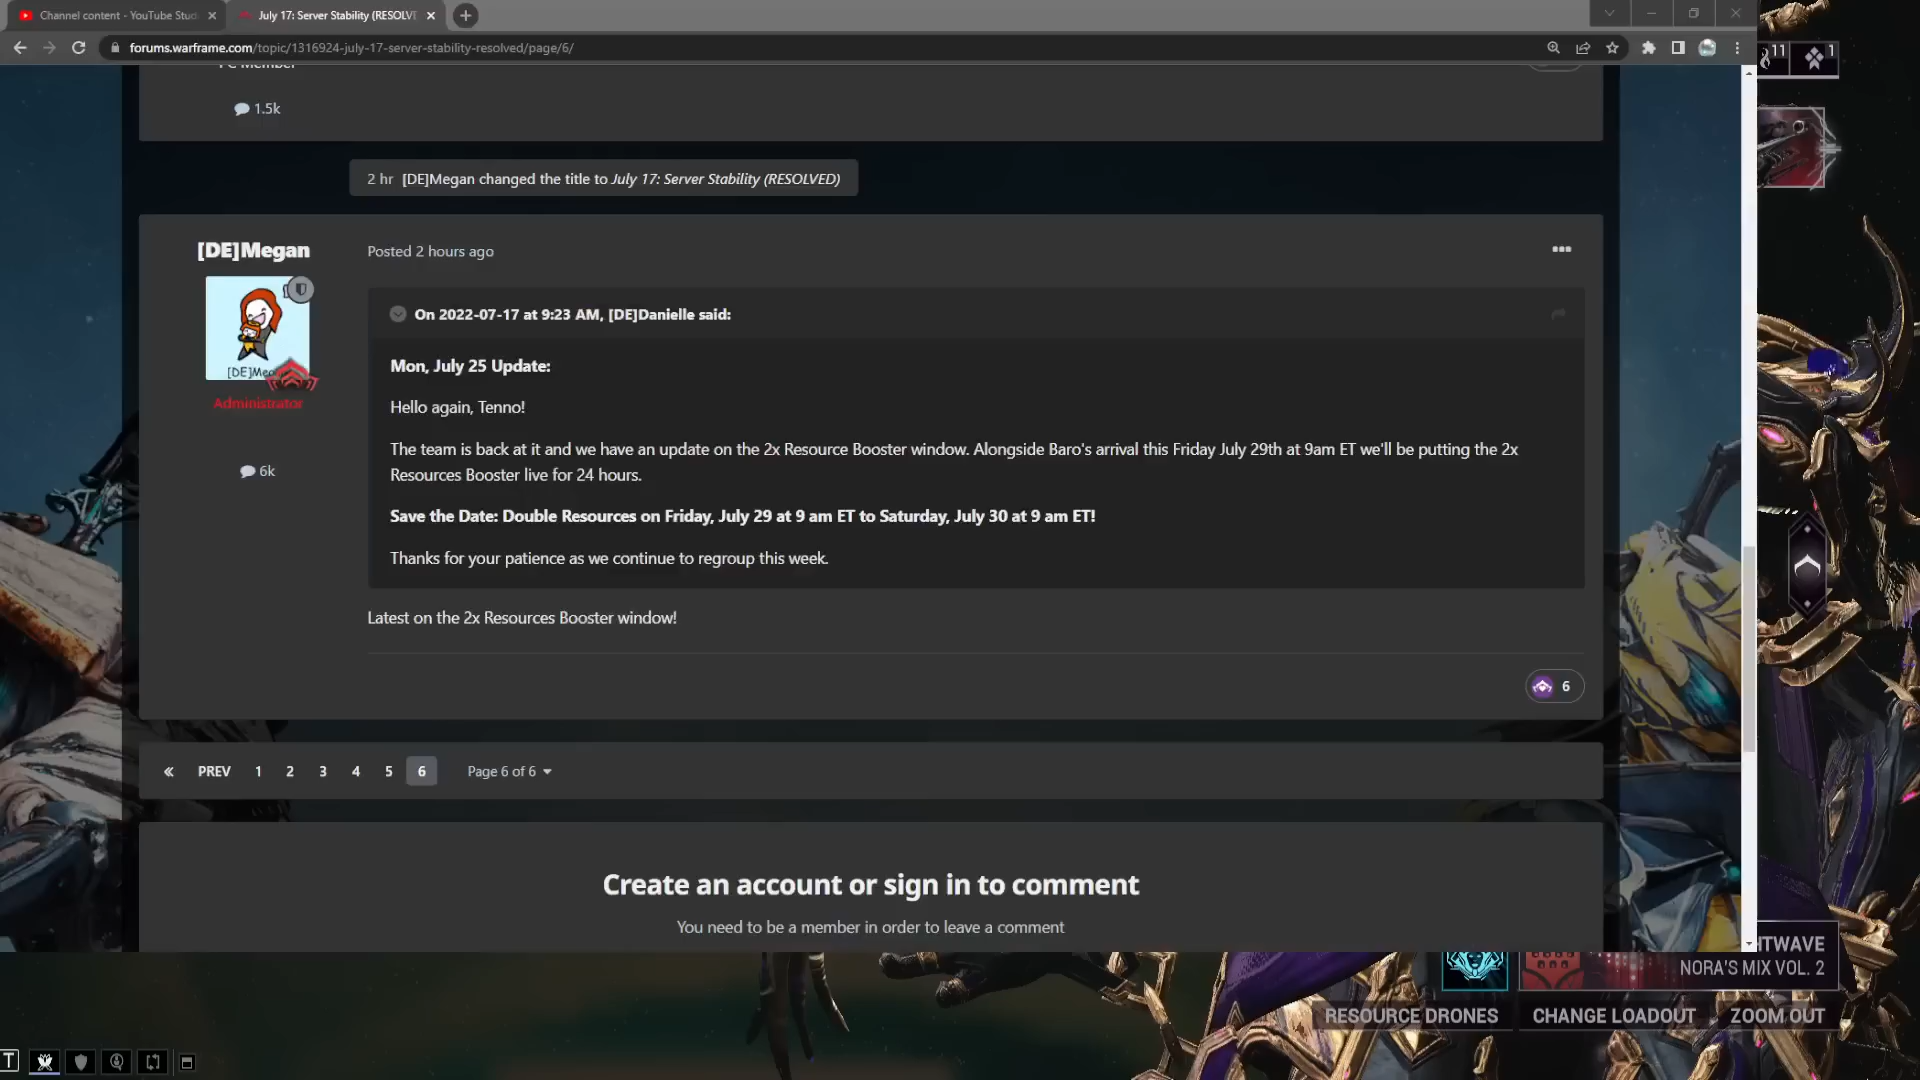 Channel content - YouTube Stud
July 17: Server Stability (RESOLVE
forums.warframe.com/topic/1316924-july-17-server-stability-resolved/page/6/
11
1
PC Member
1.5k
2 hr [DE]Megan changed the title to July 17: Server Stability (RESOLVED)
[DE]Megan
Posted 2 hours ago
On 2022-07-17 at 9:23 AM, [DE]Danielle said:
Mon, July 25 Update:
[DE]Meg
Administrator
Hello again, Tenno!
The team is back at it and we have an update on the 2x Resource Booster window. Alongside Baro's arrival this Friday July 29th at 9am ET we'll be putting the 2x
Resources Booster live for 24 hours.
6k
Save the Date: Double Resources on Friday, July 29 at 9 am ET to Saturday, July 30 at 9 am ET!
Thanks for your patience as we continue to regroup this week.
Latest on the 2x Resources Booster window!
6
« PREV 1 2 3 4 5 6 Page 6 of 6
Create an account or sign in to comment
You need to be a member in order to leave a comment
HTWAVE
NORA'S MIX VOL. 2
RESOURCE DRONES CHANGE LOADOUT ZOOM OUT
T